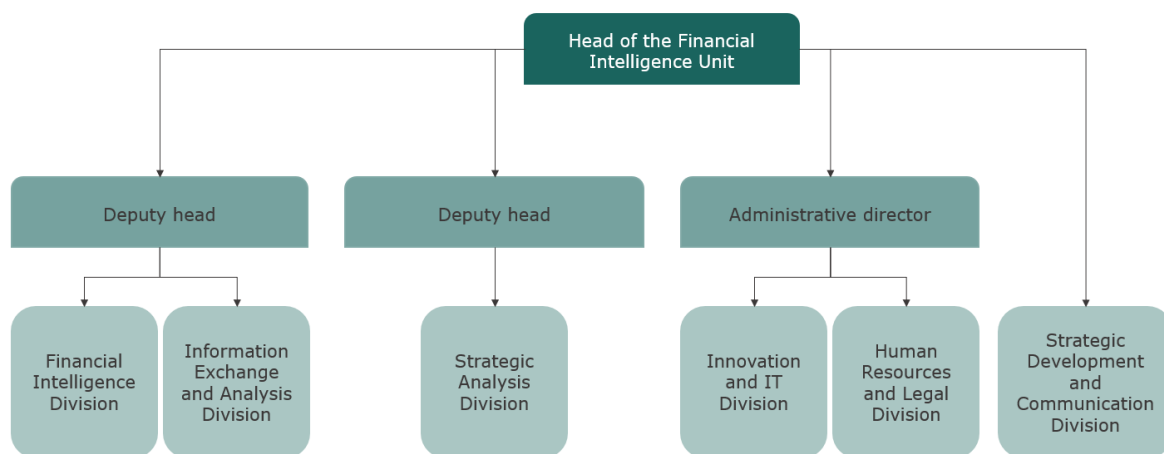 Head of the Financial
Intelligence Unit
Deputy head
Deputy head
Administrative director
Financial
Intelligence
Division
Information
Exchange
and Analysis
Division
Strategic
Analysis
Division
Innovation
and IT
Division
Human
Resources
and Legal
Division
Strategic
Development
and
Communication
Division